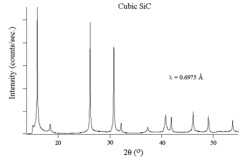 Cubic SiC
Intensity (counts/sec.)
λ = 0.6975 Å
20 30 40 50
2θ (°)